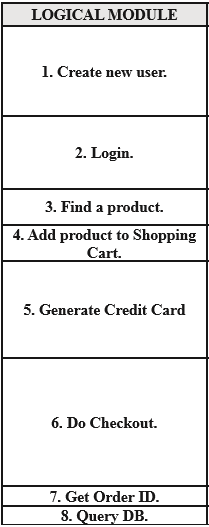 LOGICAL MODULE
1. Create new user.
2. Login.
3. Find a product.
4. Add product to Shopping
Cart.
5. Generate Credit Card
6. Do Checkout.
7. Get Order ID.
8. Query DB.